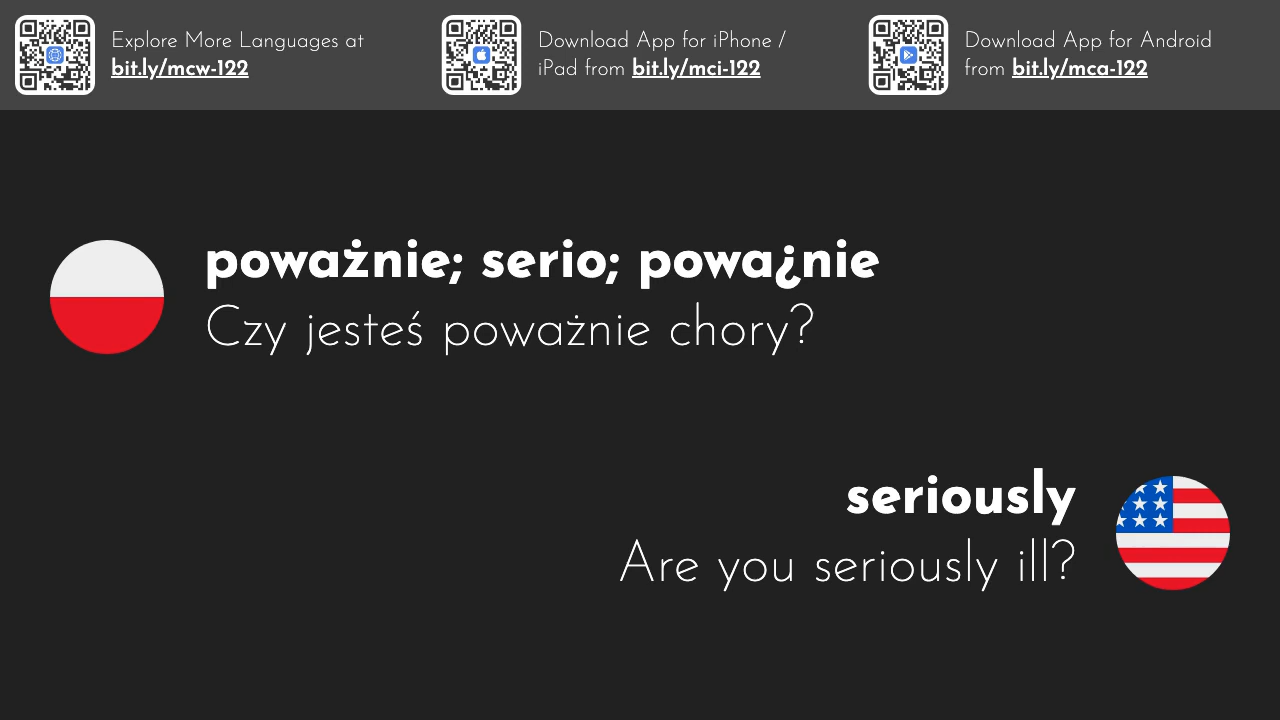 Explore More Languages at
bit.ly/mcw-122
Download App for iPhone /
iPad from bit.ly/mci-122
Download App for Android
from bit.ly/mca-122
poważnie; serio; powa¿nie
Czy jesteś poważnie chory?
seriously
Are you seriously ill?